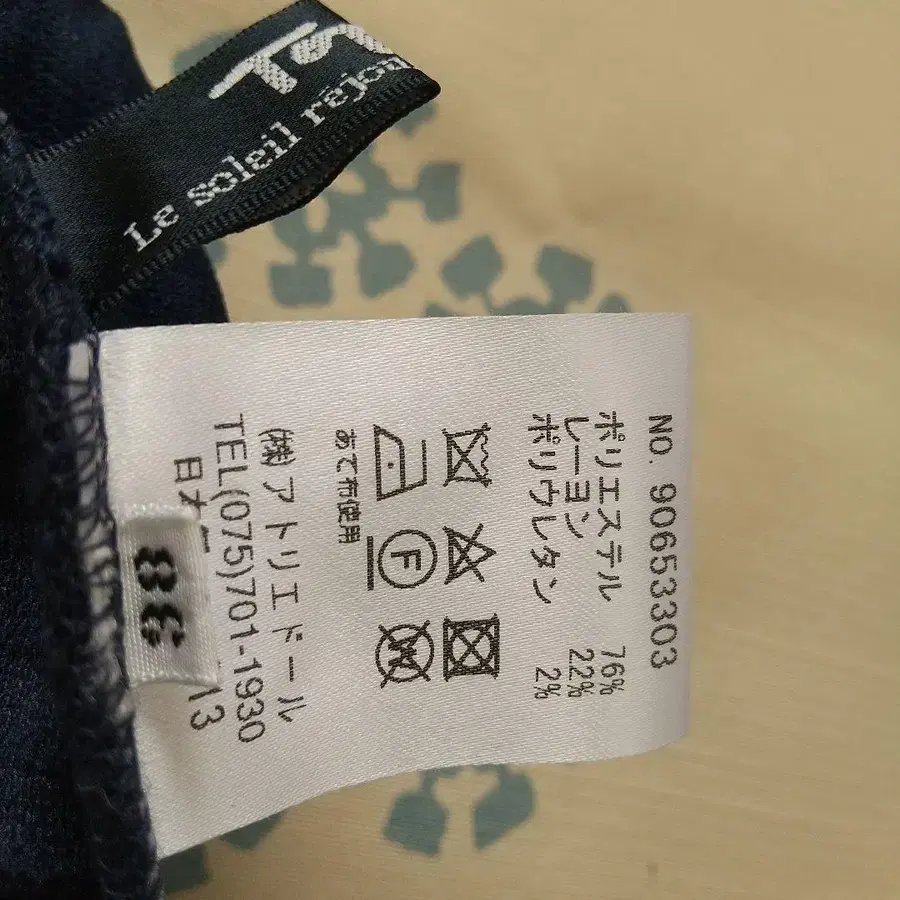 Le soleil
NO. 90653303
ポリエステル 76%
レーヨン 22%
ポリウレタン 2%
F
W
あて布使用
㈱アトリエドール
TEL(075)701-1930
13
38